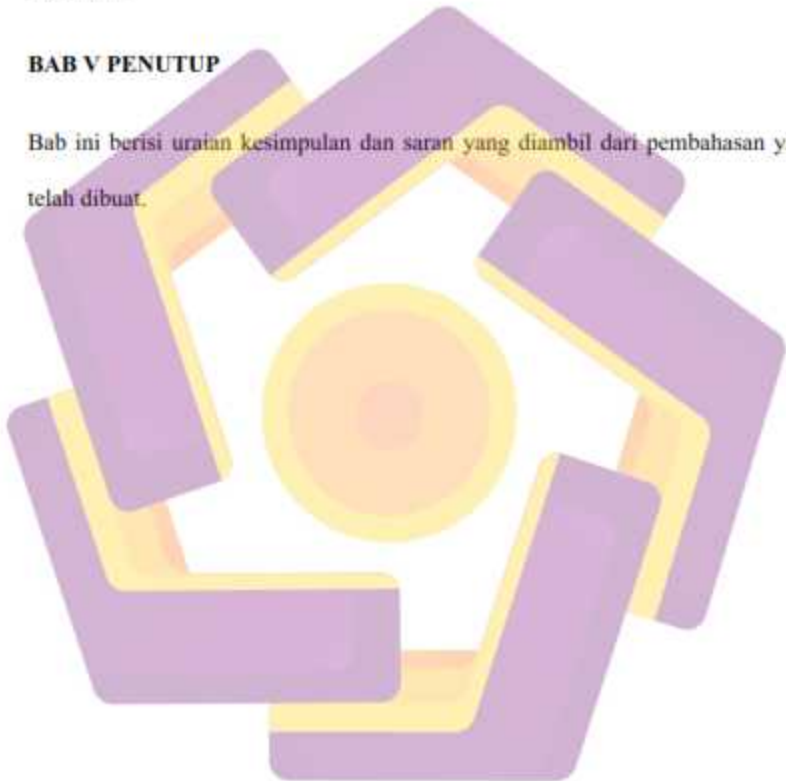 BAB V PENUTUP
Bab ini berisi uraian kesimpulan dan saran yang diambil dari pembahasan y
telah dibuat.